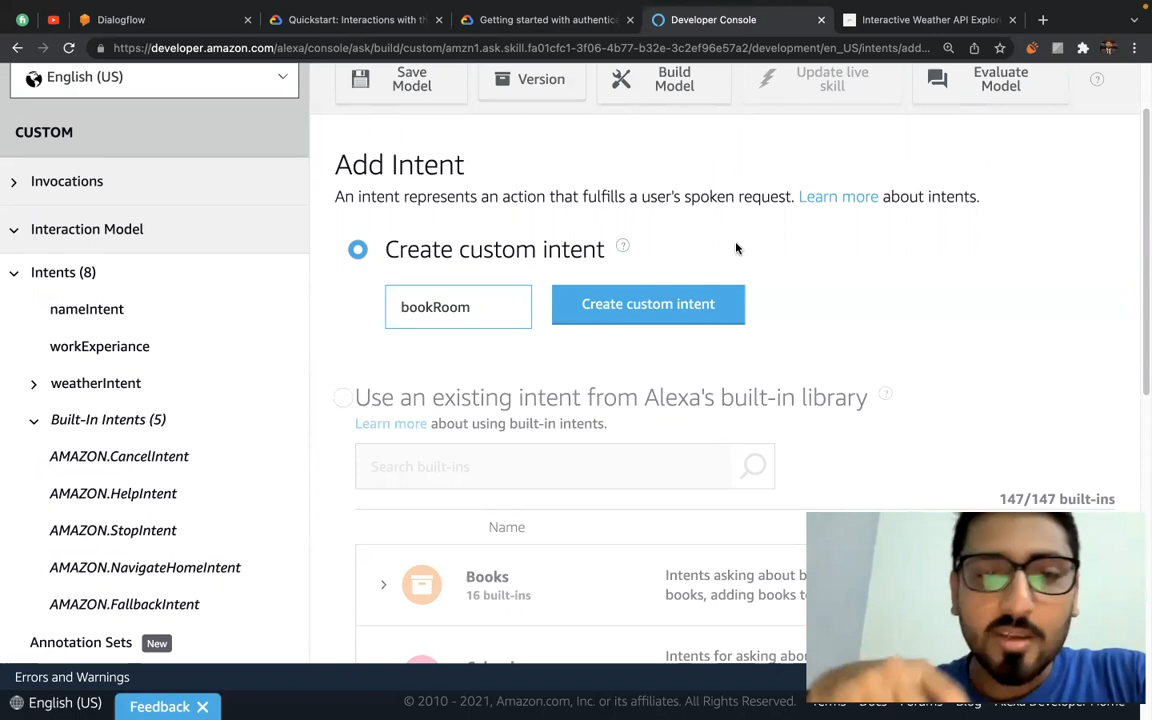 Dialogflow
Quickstart: Interactions with th
Getting started with authentica
Developer Console
Interactive Weather API Explor
https://developer.amazon.com/alexa/console/ask/build/custom/amzn1.ask.skill.fa01cfc1-3f06-4b77-b32e-3c2ef96e57a2/development/en_US/intents/add...
English (US)
Save Model
Version
Build Model
Update live skill
Evaluate Model
CUSTOM
Invocations
Interaction Model
Intents (8)
nameIntent
workExperiance
weatherIntent
Built-In Intents (5)
AMAZON.CancelIntent
AMAZON.HelpIntent
AMAZON.StopIntent
AMAZON.NavigateHomeIntent
AMAZON.FallbackIntent
Annotation Sets New
Add Intent
An intent represents an action that fulfills a user's spoken request. Learn more about intents.
Create custom intent
bookRoom
Create custom intent
Use an existing intent from Alexa's built-in library
Learn more about using built-in intents.
Search built-ins
147/147 built-ins
Name
Books
16 built-ins
Intents asking about b
books, adding books t
Intents for asking abou
Errors and Warnings
English (US)
Feedback
© 2010 - 2021, Amazon.com, Inc. or its affiliates. All Rights Reserved.